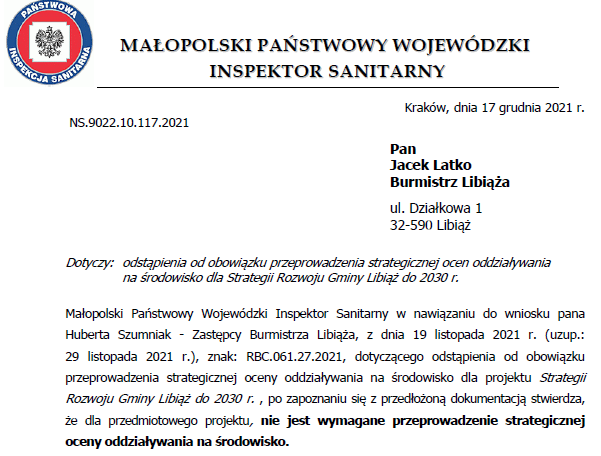 PAŃSTWOWA
INSPEKCJA SANITARNA
MAŁOPOLSKI PAŃSTWOWY WOJEWÓDZKI
INSPEKTOR SANITARNY
Kraków, dnia 17 grudnia 2021 r.
NS.9022.10.117.2021
Pan
Jacek Latko
Burmistrz Libiąża
ul. Działkowa 1
32-590 Libiąż
Dotyczy: odstąpienia od obowiązku przeprowadzenia strategicznej ocen oddziaływania
na środowisko dla Strategii Rozwoju Gminy Libiąż do 2030 r.
Małopolski Państwowy Wojewódzki Inspektor Sanitarny w nawiązaniu do wniosku pana
Huberta Szumniak - Zastępcy Burmistrza Libiąża, z dnia 19 listopada 2021 r. (uzup.:
29 listopada 2021 r.), znak: RBC.061.27.2021, dotyczącego odstąpienia od obowiązku
przeprowadzenia strategicznej oceny oddziaływania na środowisko dla projektu Strategii
Rozwoju Gminy Libiąż do 2030 r. , po zapoznaniu się z przedłożoną dokumentacją stwierdza,
że dla przedmiotowego projektu, nie jest wymagane przeprowadzenie strategicznej
oceny oddziaływania na środowisko.